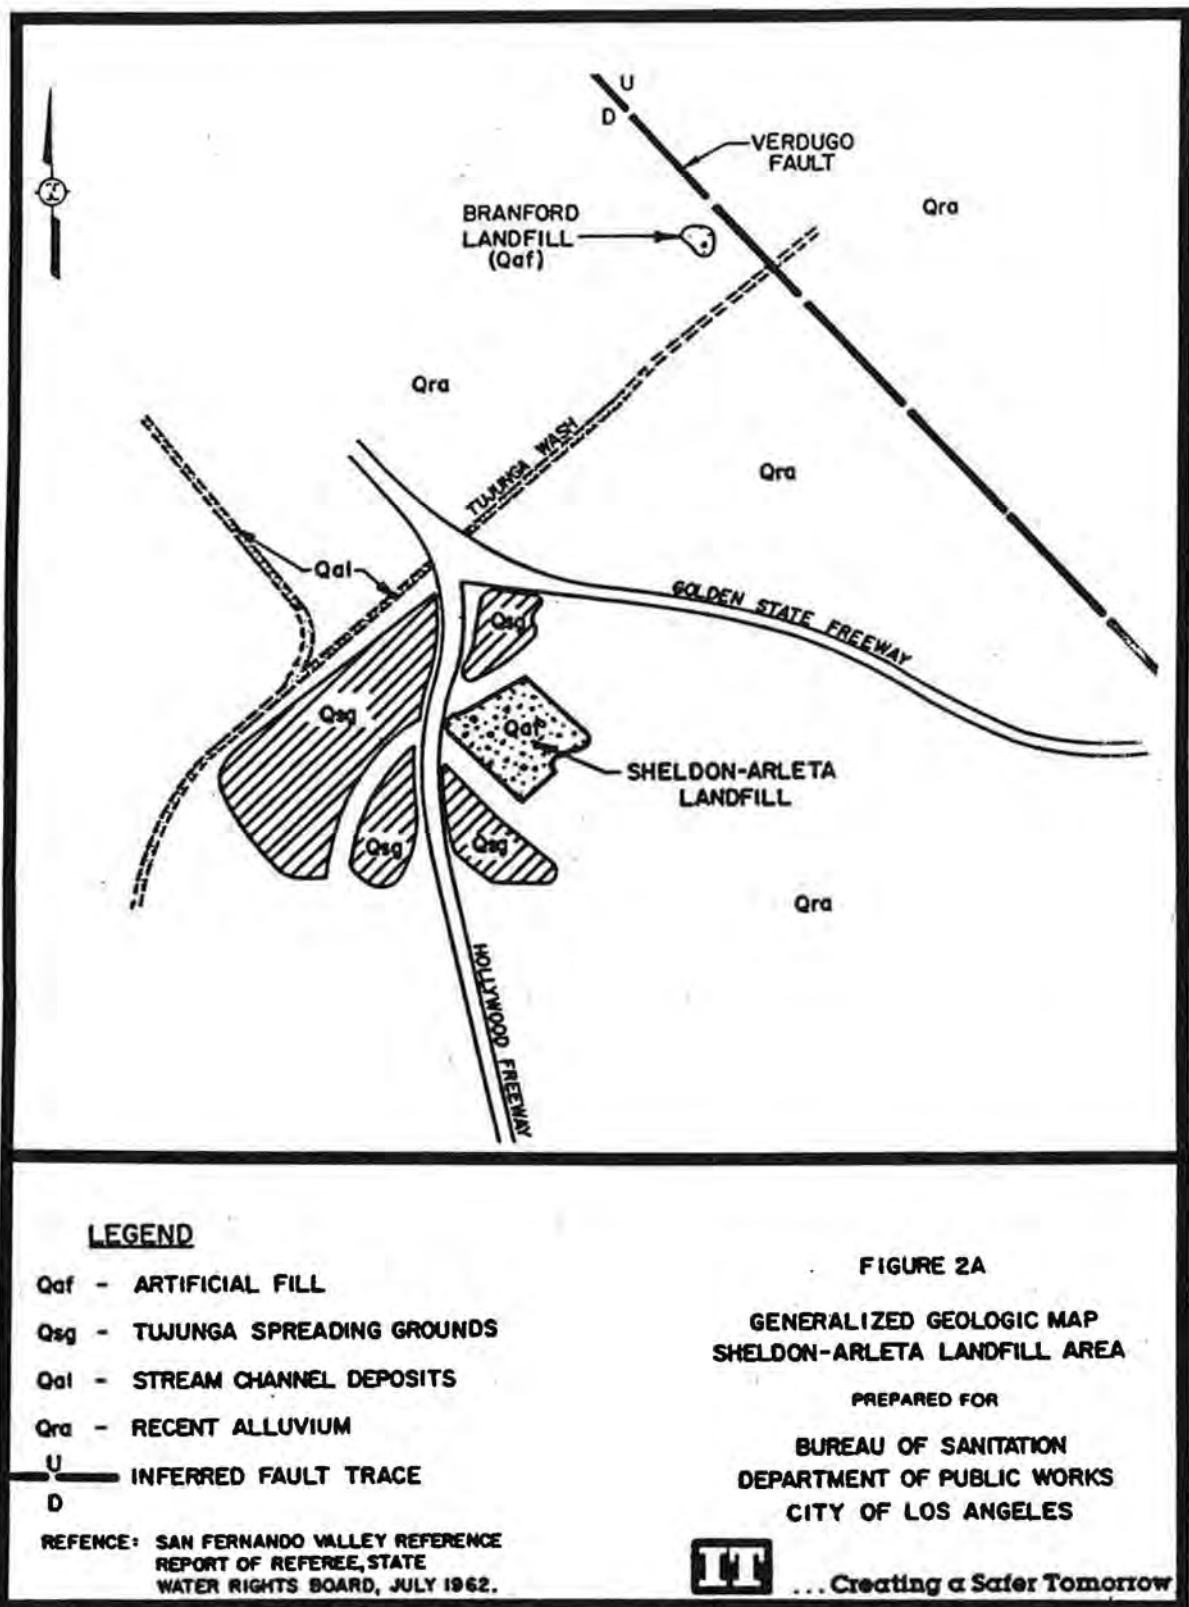 U
D
VERDUGO
FAULT
BRANFORD
LANDFILL
(Qaf)
Qra
Qra
TUJUNGA WASH
Qra
Qal
GOLDEN STATE FREEWAY
Qsg
Qsg
Qaf
SHELDON-ARLETA
LANDFILL
Qsg
Qsg
Qra
HOLLYWOOD FREEWAY
LEGEND
Qaf - ARTIFICIAL FILL
Qsg - TUJUNGA SPREADING GROUNDS
Qal - STREAM CHANNEL DEPOSITS
Qra - RECENT ALLUVIUM
U
INFERRED FAULT TRACE
D
REFENCE: SAN FERNANDO VALLEY REFERENCE
REPORT OF REFEREE, STATE
WATER RIGHTS BOARD, JULY 1962.
FIGURE 2A
GENERALIZED GEOLOGIC MAP
SHELDON-ARLETA LANDFILL AREA
PREPARED FOR
BUREAU OF SANITATION
DEPARTMENT OF PUBLIC WORKS
CITY OF LOS ANGELES
IT ...Creating a Safer Tomorrow